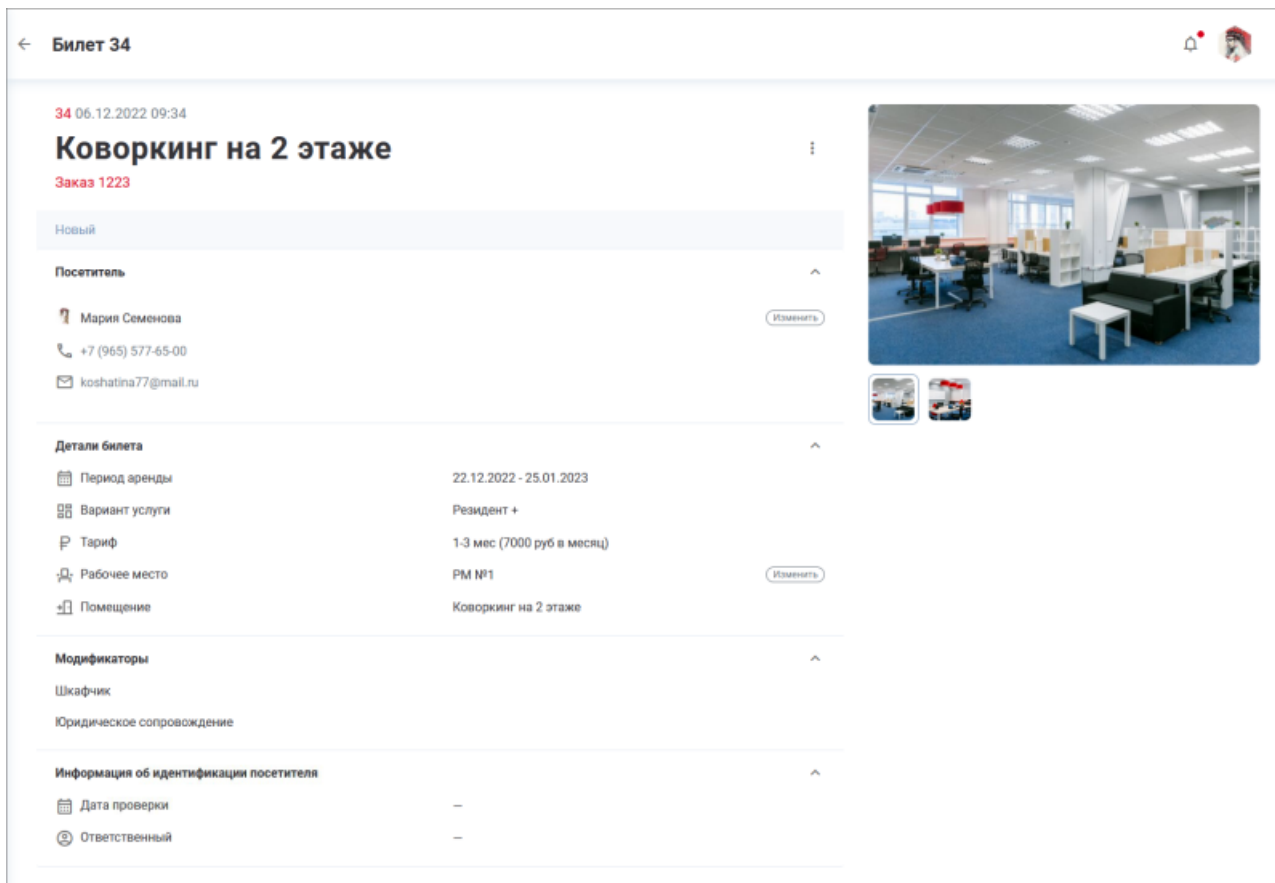 Билет 34
34 06.12.2022 09:34
Коворкинг на 2 этаже
Заказ 1223
Новый
Посетитель
Мария Семенова Изменить
+7 (965) 577-65-00
koshatina77@mail.ru
Детали билета
Период аренды 22.12.2022 - 25.01.2023
Вариант услуги Резидент +
Тариф 1-3 мес (7000 руб в месяц)
Рабочее место РМ №1 Изменить
Помещение Коворкинг на 2 этаже
Модификаторы
Шкафчик
Юридическое сопровождение
Информация об идентификации посетителя
Дата проверки —
Ответственный —